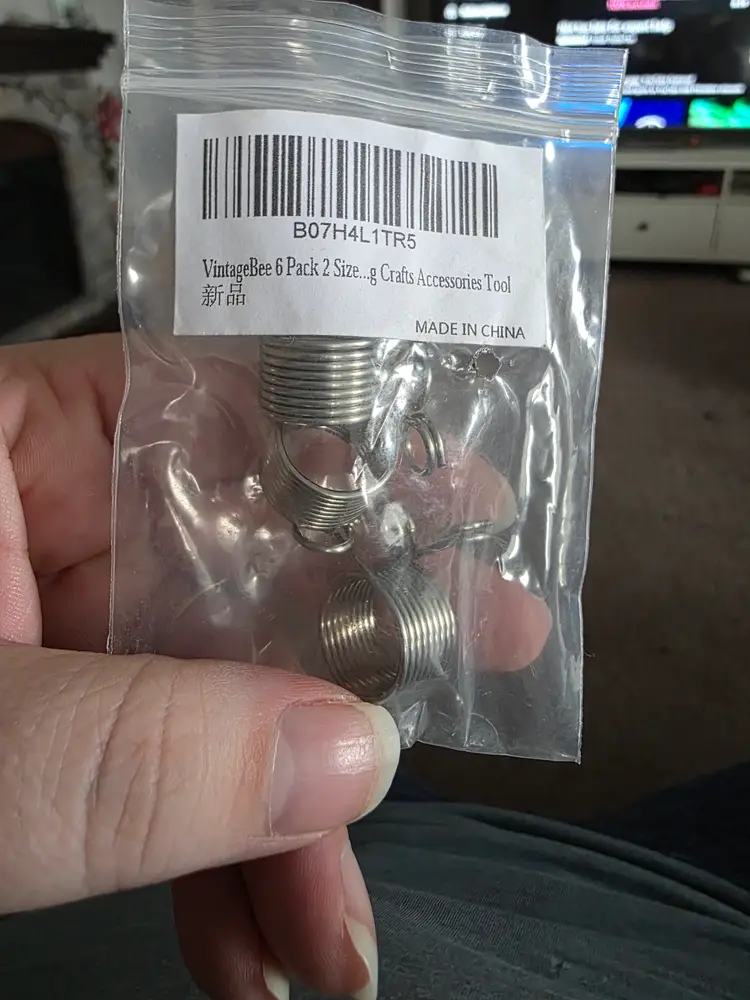 B07H4L1TR5
VintageBee 6 Pack 2 Size...g Crafts Accessories Tool
新品
MADE IN CHINA